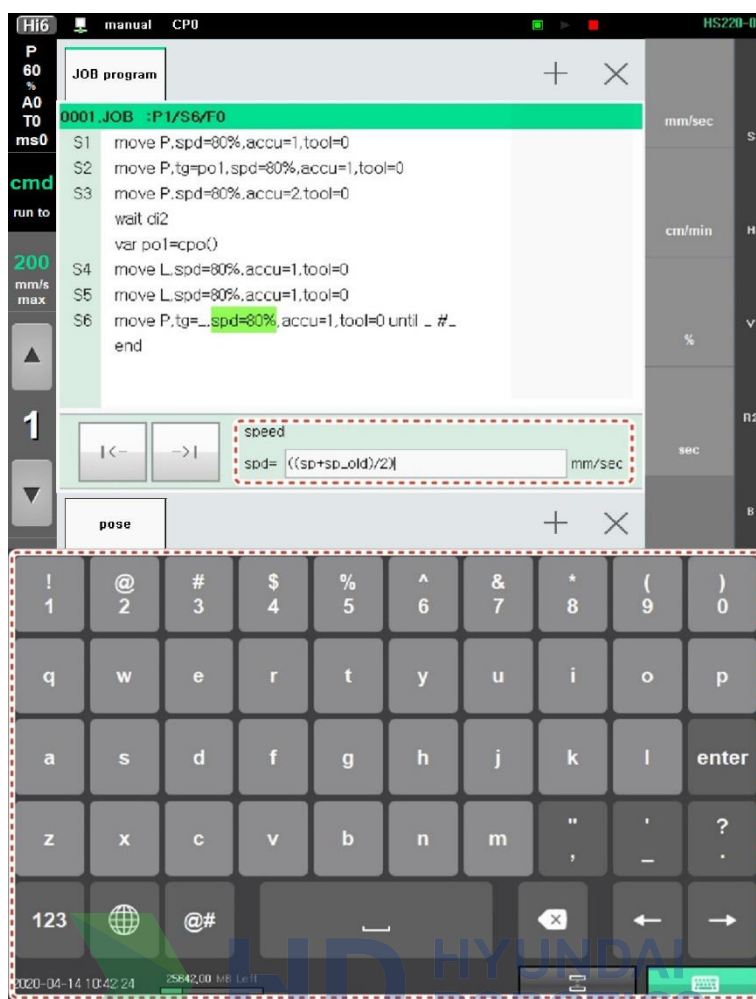 Hi6 manual CP0 HS220-0
P
60
%
A0
T0
ms0
cmd
run to
200
mm/s
max
1
JOB program
0001.JOB :P1/S6/F0
S1 move P,spd=80%,accu=1,tool=0
S2 move P,tg=po1,spd=80%,accu=1,tool=0
S3 move P,spd=80%,accu=2,tool=0
wait di2
var po1=cpo()
S4 move L,spd=80%,accu=1,tool=0
S5 move L,spd=80%,accu=1,tool=0
S6 move P,tg=_,spd=80%,accu=1,tool=0 until _ #_
end
mm/sec
S
cm/min
H
%
V
sec
R2
B
|<- ->|
speed
spd= ((sp+sp_old)/2) mm/sec
pose
! @ # $ % ^ & * ( )
1 2 3 4 5 6 7 8 9 0
q w e r t y u i o p
a s d f g h j k l enter
z x c v b n m " ' ?
, _ .
123 @#
2020-04-14 10:42:24 25842,00 MB Left
HD HYUNDAI